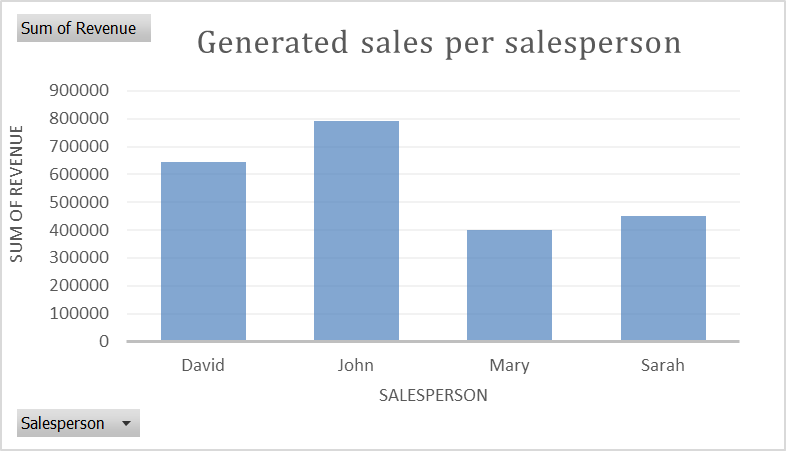 Sum of Revenue
Generated sales per salesperson
SUM OF REVENUE
900000
800000
700000
600000
500000
400000
300000
200000
100000
0
David John Mary Sarah
SALESPERSON
Salesperson